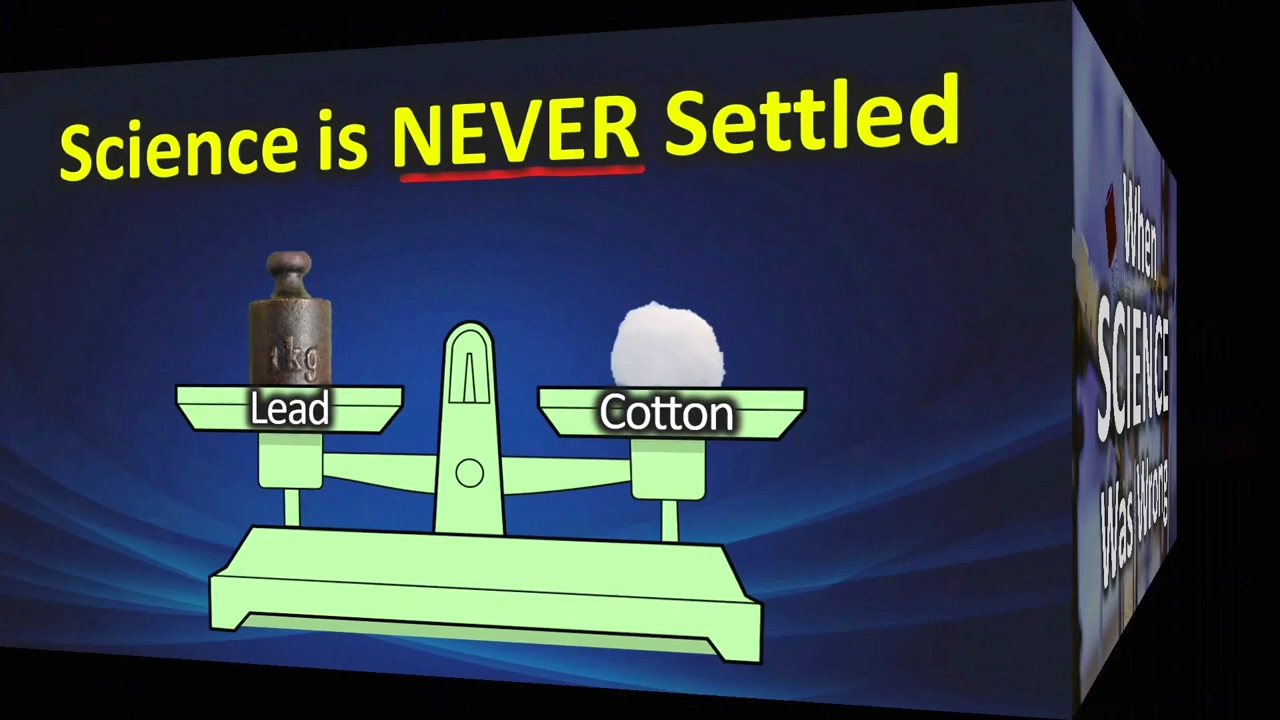 Science is NEVER Settled
1kg
Lead
Cotton
When
SCIENCE
Was Wrong